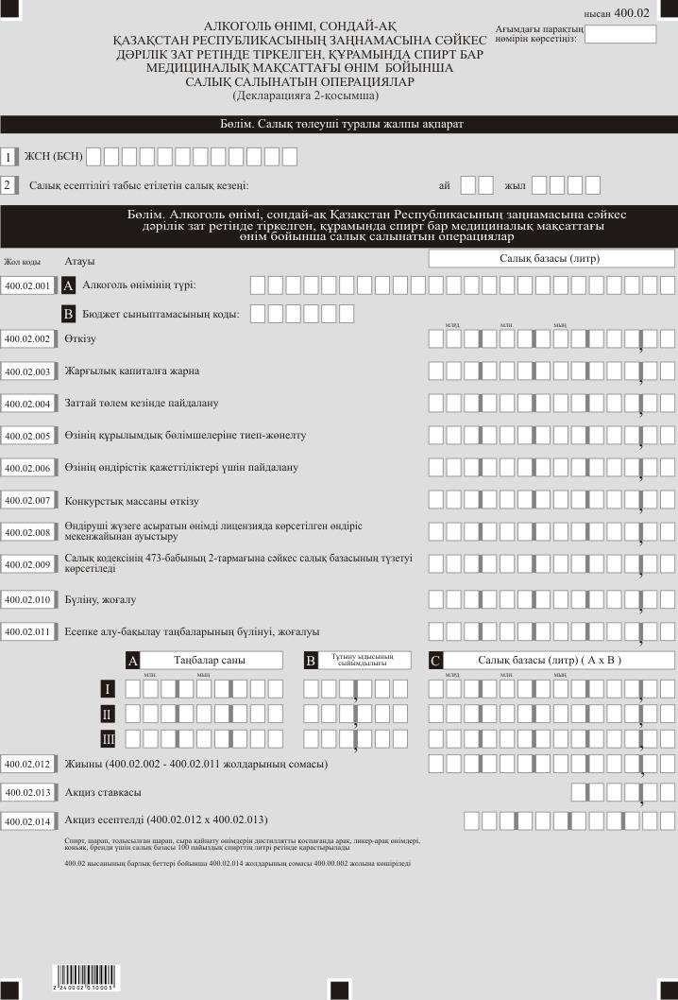 нысан 400.02
АЛКОГОЛЬ ӨНІМІ, СОНДАЙ-АҚ
ҚАЗАҚСТАН РЕСПУБЛИКАСЫНЫҢ ЗАҢНАМАСЫНА СӘЙКЕС
ДӘРІЛІК ЗАТ РЕТІНДЕ ТІРКЕЛГЕН, ҚҰРАМЫНДА СПИРТ БАР
МЕДИЦИНАЛЫҚ МАҚСАТТАҒЫ ӨНІМ БОЙЫНША
САЛЫҚ САЛЫНАТЫН ОПЕРАЦИЯЛАР
(Декларацияға 2-қосымша)
Ағымдағы парақтың
нөмірін көрсетіңіз:
Бөлім. Салық төлеуші туралы жалпы ақпарат
1 ЖСН (БСН)
2 Салық есептілігі табыс етілетін салық кезеңі: ай жыл
Бөлім. Алкоголь өнімі, сондай-ақ Қазақстан Республикасының заңнамасына сәйкес
дәрілік зат ретінде тіркелген, құрамында спирт бар медициналық мақсаттағы
өнім бойынша салық салынатын операциялар
Жол коды Атауы Салық базасы (литр)
400.02.001 A Алкоголь өнімінің түрі:
B Бюджет сыныптамасының коды:
МЛРД. МЛН. МЫҢ
400.02.002 Өткізу ,
400.02.003 Жарғылық капиталға жарна ,
400.02.004 Заттай төлем кезінде пайдалану ,
400.02.005 Өзінің құрылымдық бөлімшелеріне тиеп-жөнелту ,
400.02.006 Өзінің өндірістік қажеттіліктері үшін пайдалану ,
400.02.007 Конкурстық массаны өткізу ,
400.02.008 Өндіруші жүзеге асыратын өнімді лицензияда көрсетілген өндіріс
мекенжайынан ауыстыру ,
400.02.009 Салық кодексінің 473-бабының 2-тармағына сәйкес салық базасының түзетуі
көрсетіледі ,
400.02.010 Бүліну, жоғалу ,
400.02.011 Есепке алу-бақылау таңбаларының бүлінуі, жоғалуы ,
A Таңбалар саны B Тұтыну ыдысының
сыйымдылығы C Салық базасы (литр) ( A x B )
МЛН. МЫҢ МЛРД. МЛН. МЫҢ
I , ,
II , ,
III , ,
400.02.012 Жиыны (400.02.002 - 400.02.011 жолдарының сомасы) ,
400.02.013 Акциз ставкасы ,
400.02.014 Акциз есептелді (400.02.012 x 400.02.013)
Спирт, шарап, толысылған шарап, сыра қайнату өнімдерін дистиллятты қоспағанда арақ, ликер-арақ өнімдері,
коньяк, бренди үшін салық базасы 100 пайыздық спирттің литрі ретінде қарастырылады
400.02 нысанының барлық беттері бойынша 400.02.014 жолдарының сомасы 400.00.002 жолына көшіріледі
2 240002 010005